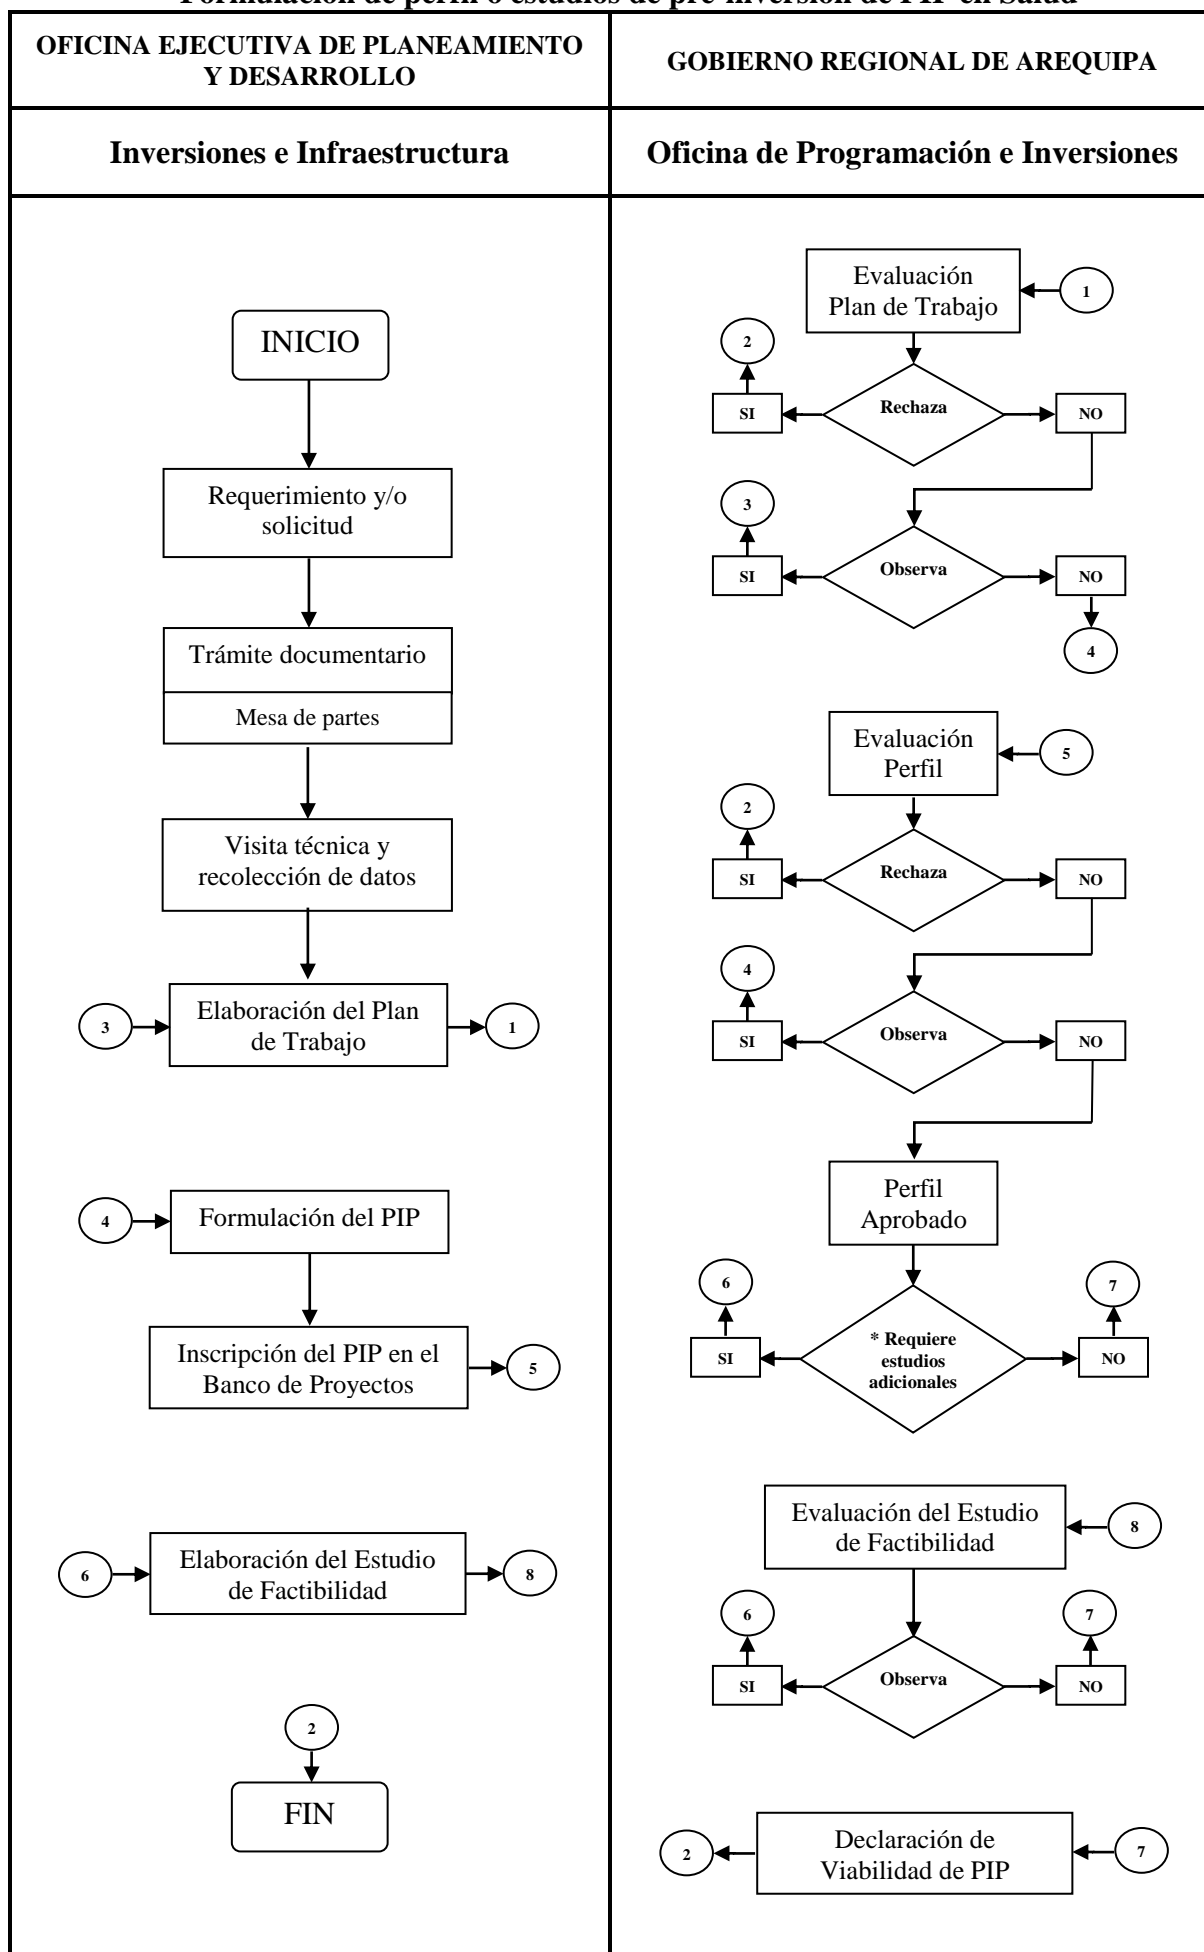 Formulación de perfil o estudios de pre-inversión de PIP en Salud
OFICINA EJECUTIVA DE PLANEAMIENTO
Y DESARROLLO
GOBIERNO REGIONAL DE AREQUIPA
Inversiones e Infraestructura
Oficina de Programación e Inversiones
INICIO
Requerimiento y/o
solicitud
Trámite documentario
Mesa de partes
Visita técnica y
recolección de datos
3
Elaboración del Plan
de Trabajo
1
4
Formulación del PIP
Inscripción del PIP en el
Banco de Proyectos
5
6
Elaboración del Estudio
de Factibilidad
8
2
FIN
Evaluación
Plan de Trabajo
1
2
SI
Rechaza
NO
3
SI
Observa
NO
4
Evaluación
Perfil
5
2
SI
Rechaza
NO
4
SI
Observa
NO
Perfil
Aprobado
6
7
SI
* Requiere
estudios
adicionales
NO
Evaluación del Estudio
de Factibilidad
8
6
7
SI
Observa
NO
2
Declaración de
Viabilidad de PIP
7